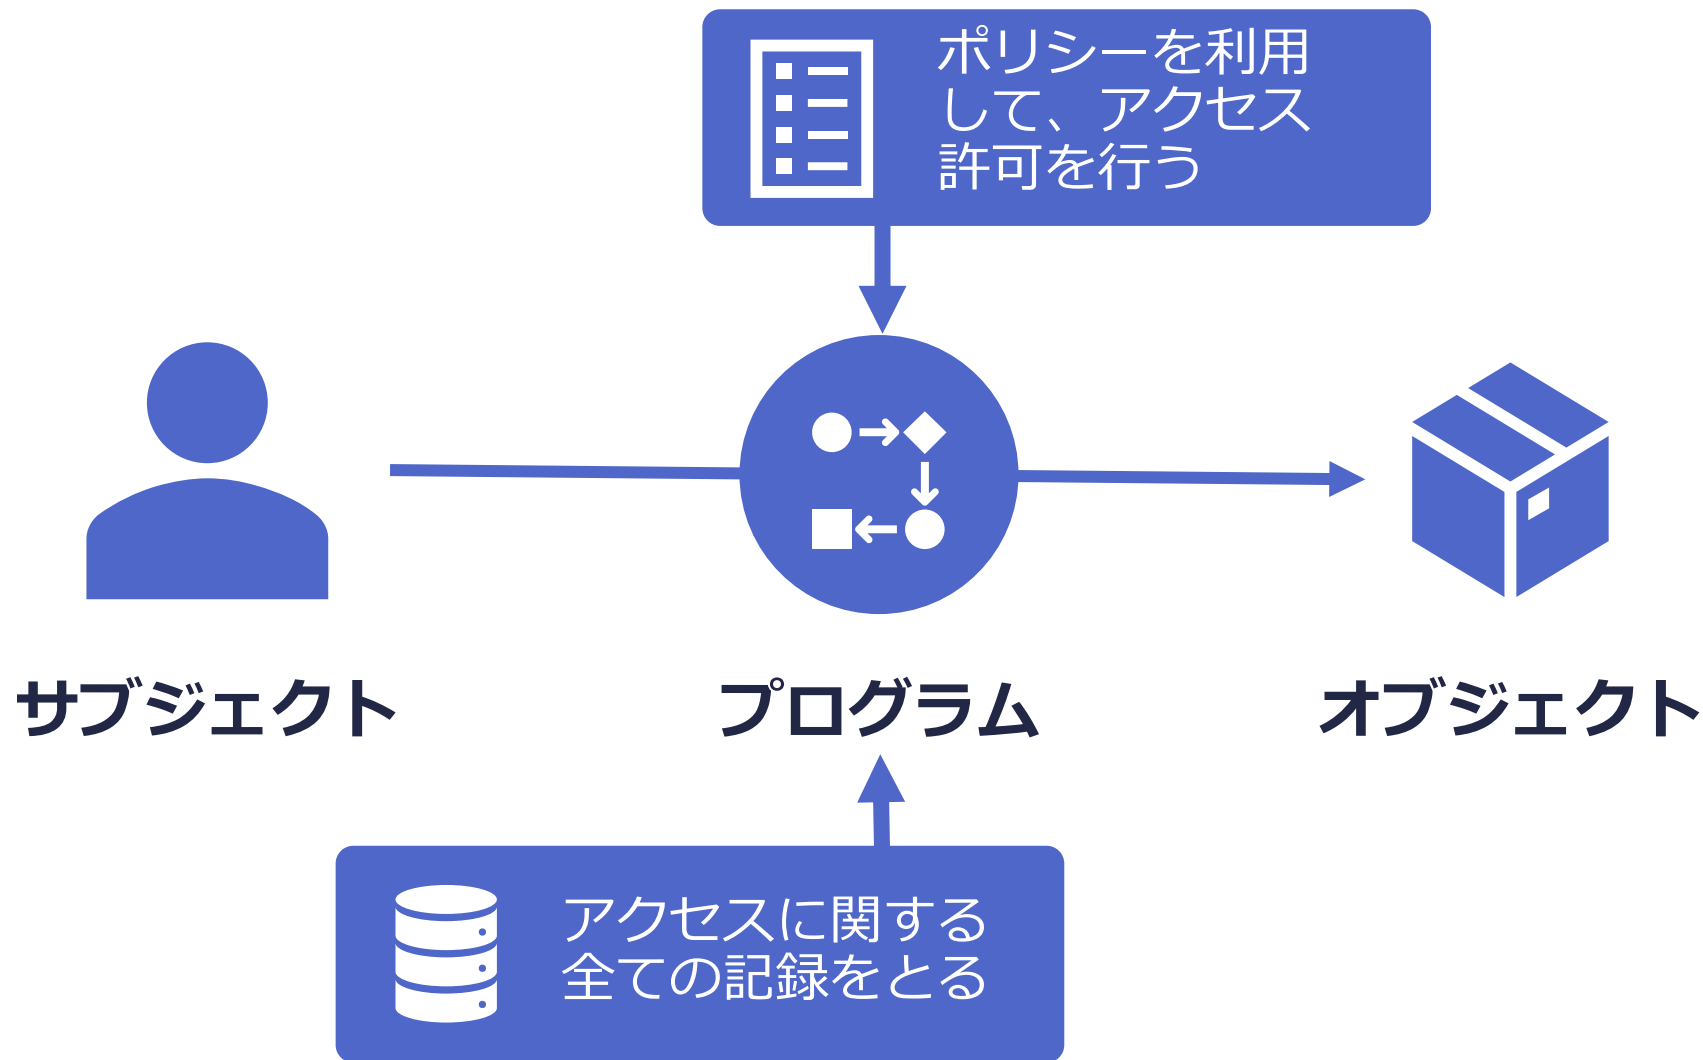 ポリシーを利用
して、アクセス
許可を行う
サブジェクト
プログラム
オブジェクト
アクセスに関する
全ての記録をとる